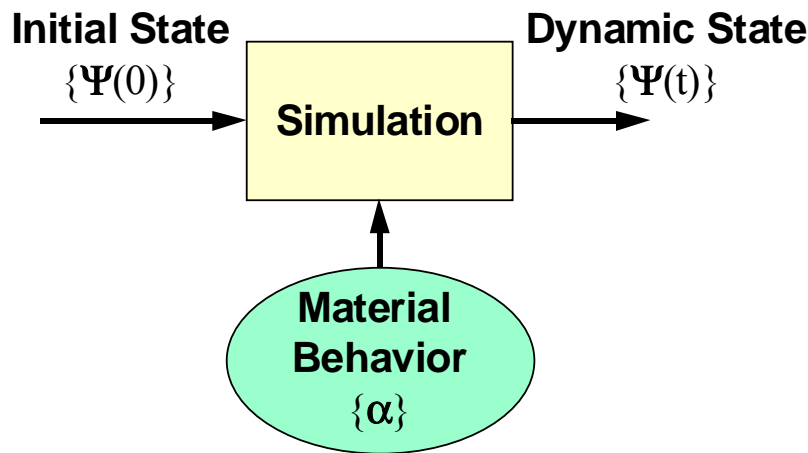 Initial State
{Ψ(0)}
Dynamic State
{Ψ(t)}
Simulation
Material
Behavior
{α}